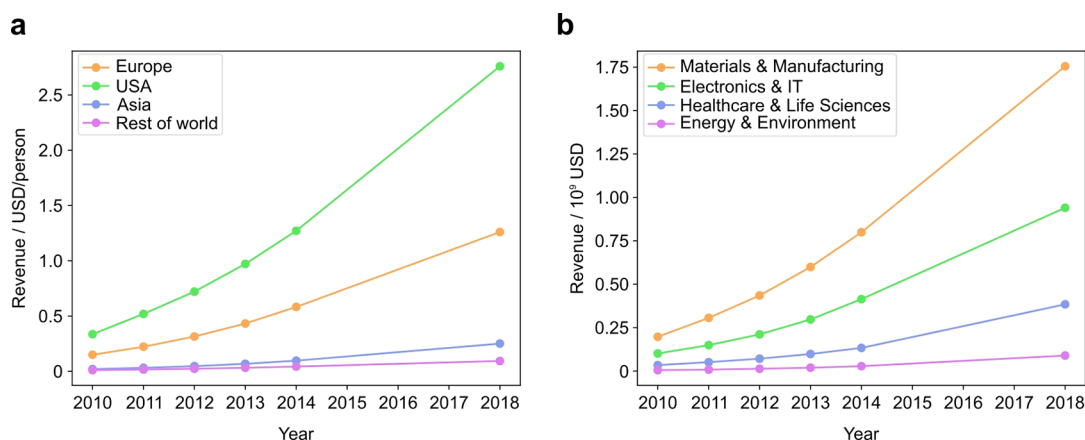 a
Europe
USA
Asia
Rest of world
2.5
2.0
1.5
1.0
0.5
0
Revenue / USD/person
2010 2011 2012 2013 2014 2015 2016 2017 2018
Year
b
Materials & Manufacturing
Electronics & IT
Healthcare & Life Sciences
Energy & Environment
1.75
1.50
1.25
1.00
0.75
0.50
0.25
0
Revenue / 10⁹ USD
2010 2011 2012 2013 2014 2015 2016 2017 2018
Year